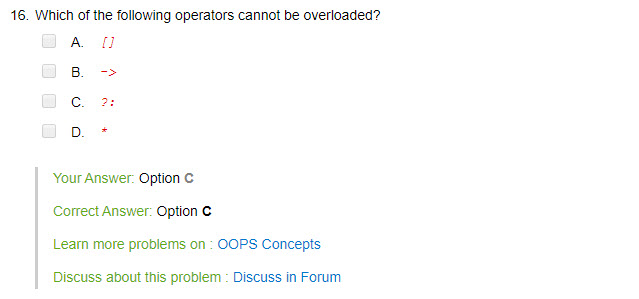 16. Which of the following operators cannot be overloaded?
A. []
B. ->
C. ?:
D. *
Your Answer: Option C
Correct Answer: Option C
Learn more problems on : OOPS Concepts
Discuss about this problem : Discuss in Forum